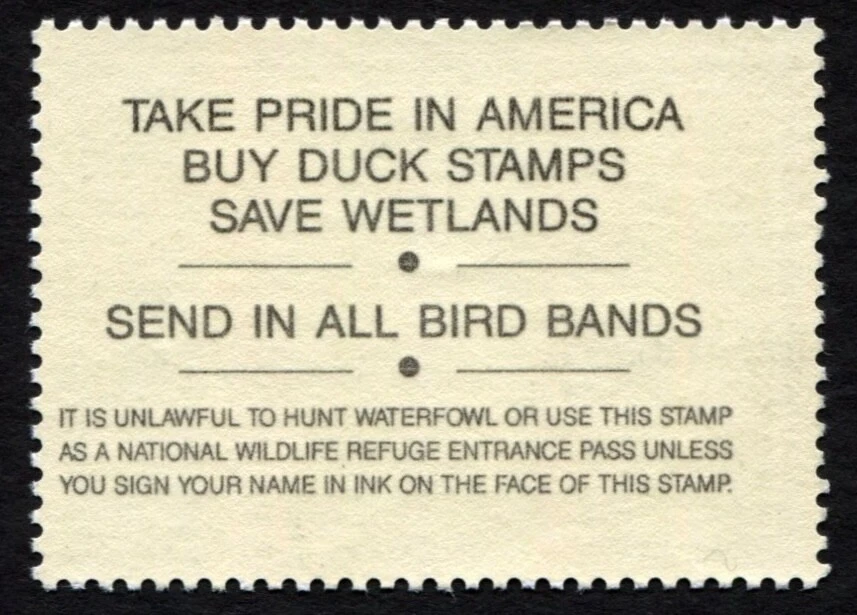 TAKE PRIDE IN AMERICA
BUY DUCK STAMPS
SAVE WETLANDS
SEND IN ALL BIRD BANDS
IT IS UNLAWFUL TO HUNT WATERFOWL OR USE THIS STAMP
AS A NATIONAL WILDLIFE REFUGE ENTRANCE PASS UNLESS
YOU SIGN YOUR NAME IN INK ON THE FACE OF THIS STAMP.